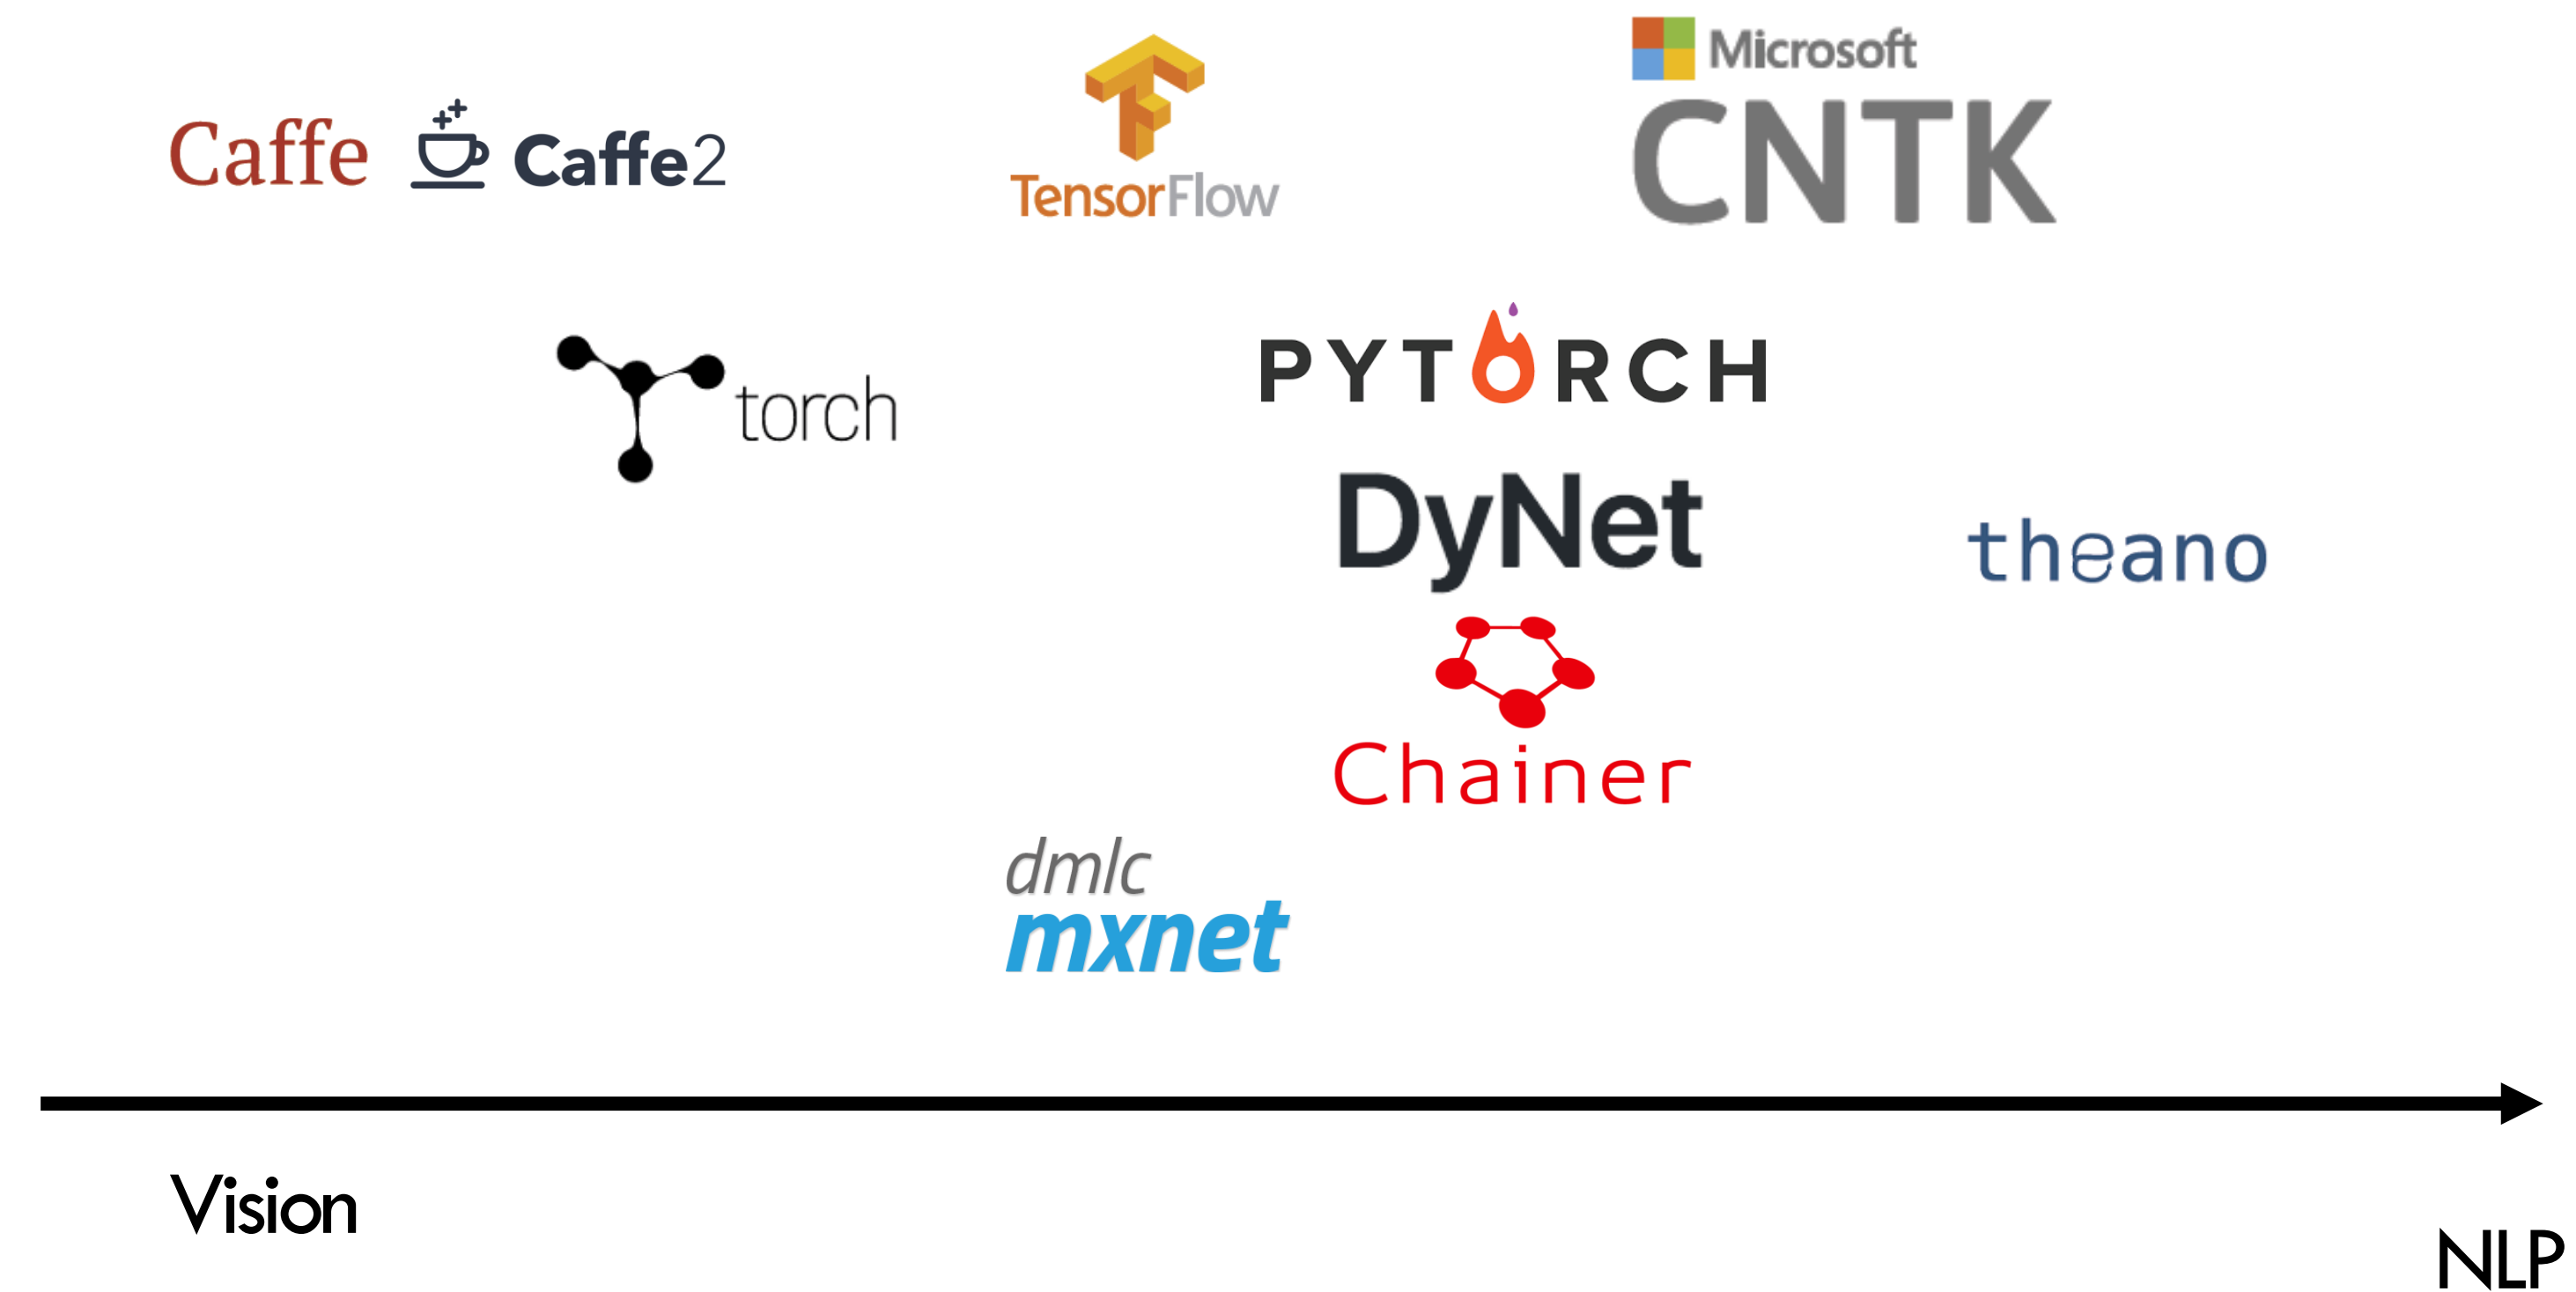 Microsoft
CNTK
Caffe
Caffe2
TensorFlow
torch
PYTORCH
DyNet
theano
Chainer
dmlc
mxnet
Vision
NLP